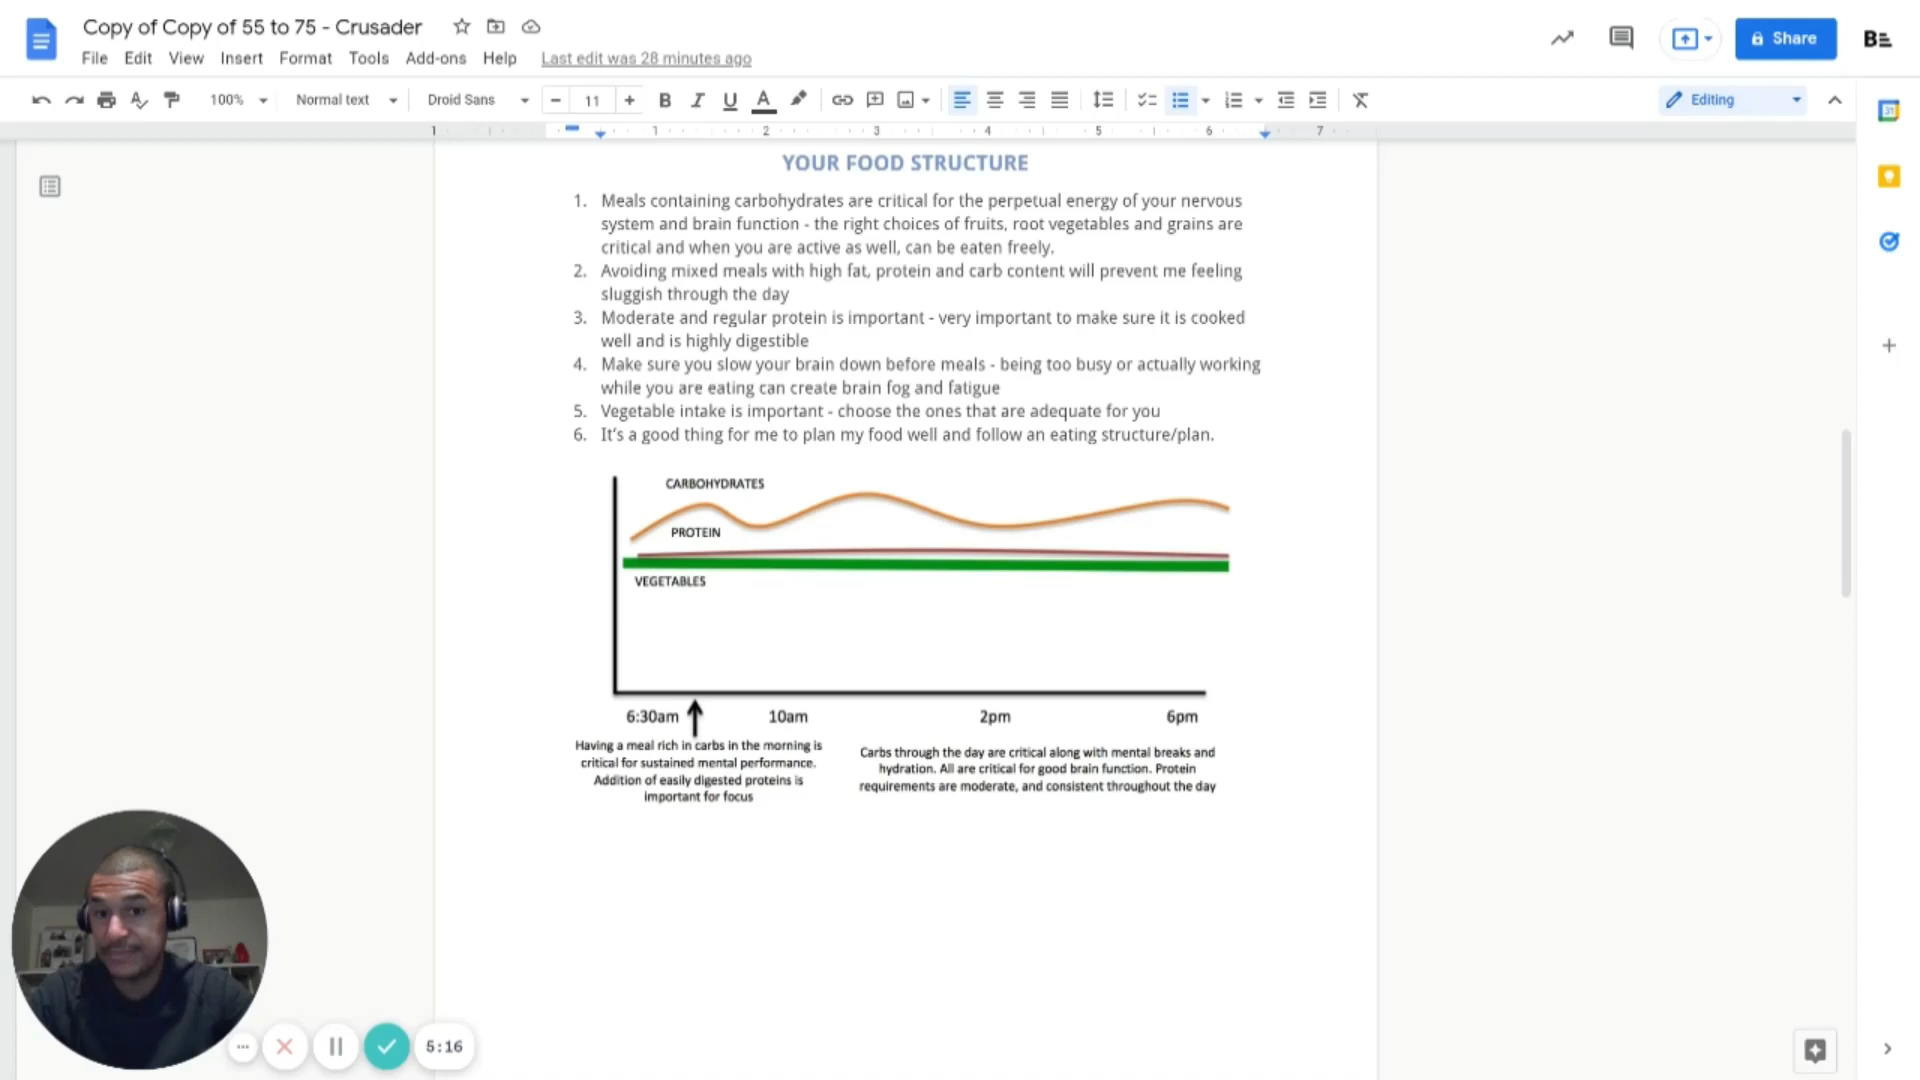 Copy of Copy of 55 to 75 - Crusader
Share
BE
File Edit View Insert Format Tools Add-ons Help Last edit was 28 minutes ago
100% Normal text Droid Sans 11 Editing
1 1 2 3 4 5 6 7
YOUR FOOD STRUCTURE
1. Meals containing carbohydrates are critical for the perpetual energy of your nervous
system and brain function - the right choices of fruits, root vegetables and grains are
critical and when you are active as well, can be eaten freely.
2. Avoiding mixed meals with high fat, protein and carb content will prevent me feeling
sluggish through the day
3. Moderate and regular protein is important - very important to make sure it is cooked
well and is highly digestible
4. Make sure you slow your brain down before meals - being too busy or actually working
while you are eating can create brain fog and fatigue
5. Vegetable intake is important - choose the ones that are adequate for you
6. It's a good thing for me to plan my food well and follow an eating structure/plan.
CARBOHYDRATES
PROTEIN
VEGETABLES
6:30am 10am 2pm 6pm
Having a meal rich in carbs in the morning is
critical for sustained mental performance.
Addition of easily digested proteins is
important for focus
Carbs through the day are critical along with mental breaks and
hydration. All are critical for good brain function. Protein
requirements are moderate, and consistent throughout the day
5:16